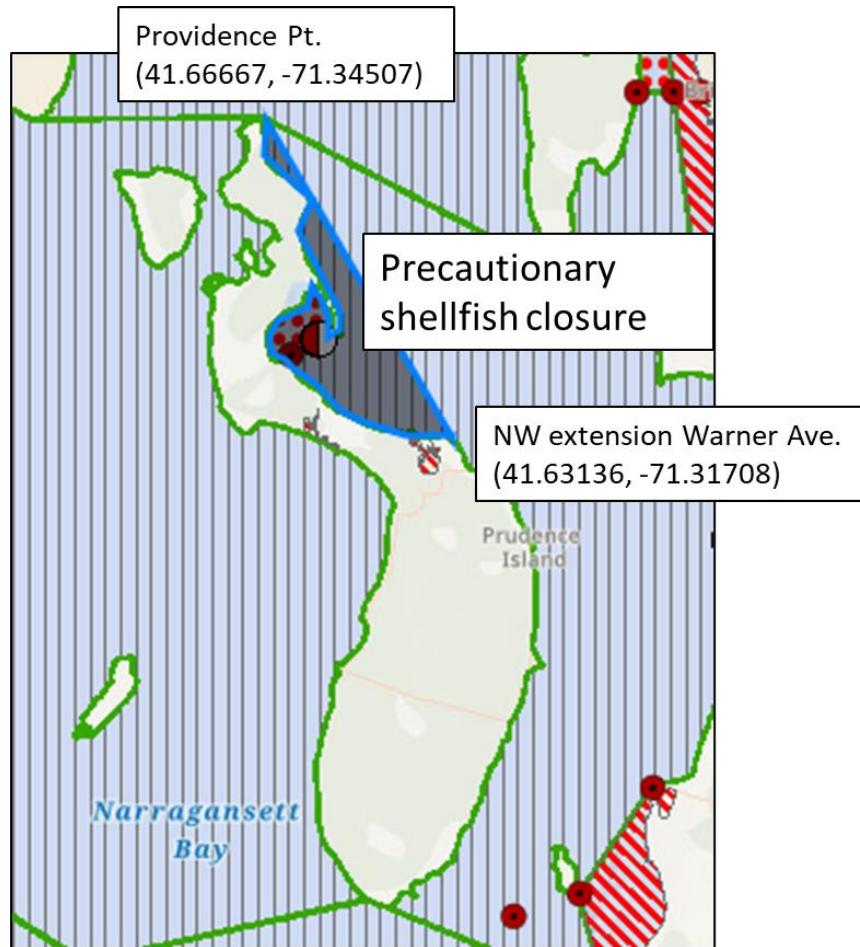 Providence Pt.
(41.66667, -71.34507)
Precautionary
shellfish closure
NW extension Warner Ave.
(41.63136, -71.31708)
Prudence
Island
Narragansett
Bay